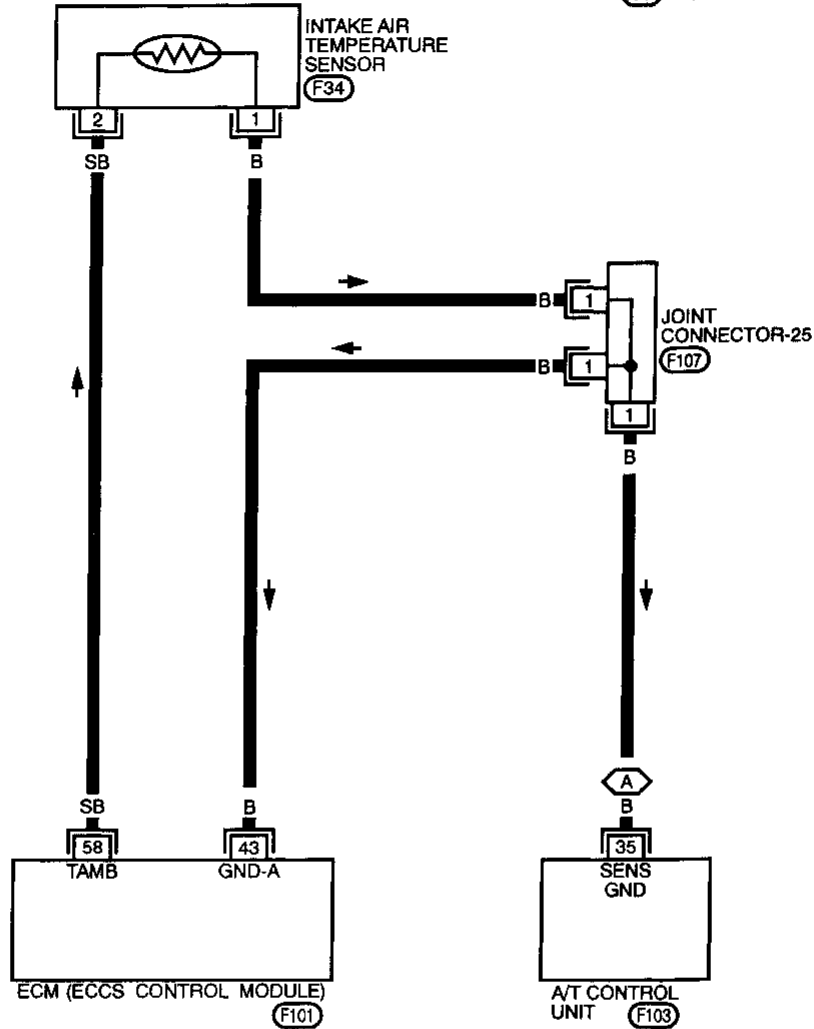 INTAKE AIR
TEMPERATURE
SENSOR
F34
2
1
SB
B
B
1
JOINT
CONNECTOR-25
F107
B
1
1
B
A
SB
B
B
58
43
35
TAMB
GND-A
SENS
GND
ECM (ECCS CONTROL MODULE)
F101
A/T CONTROL
UNIT
F103